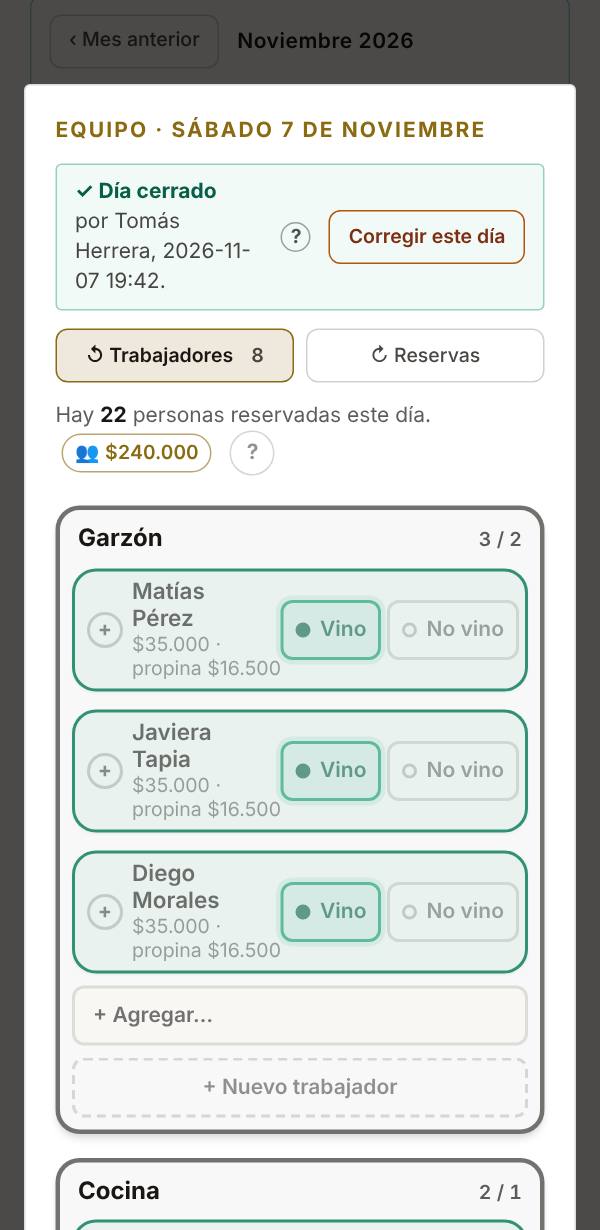 ‹ Mes anterior
Noviembre 2026
EQUIPO · SÁBADO 7 DE NOVIEMBRE
✓ Día cerrado
por Tomás
Herrera, 2026-11-
07 19:42.
?
Corregir este día
↺ Trabajadores 8
↻ Reservas
Hay 22 personas reservadas este día.
👥 $240.000
?
Garzón
3 / 2
+
Matías
Pérez
$35.000 ·
propina $16.500
Vino
No vino
+
Javiera
Tapia
$35.000 ·
propina $16.500
Vino
No vino
+
Diego
Morales
$35.000 ·
propina $16.500
Vino
No vino
+ Agregar...
+ Nuevo trabajador
Cocina
2 / 1